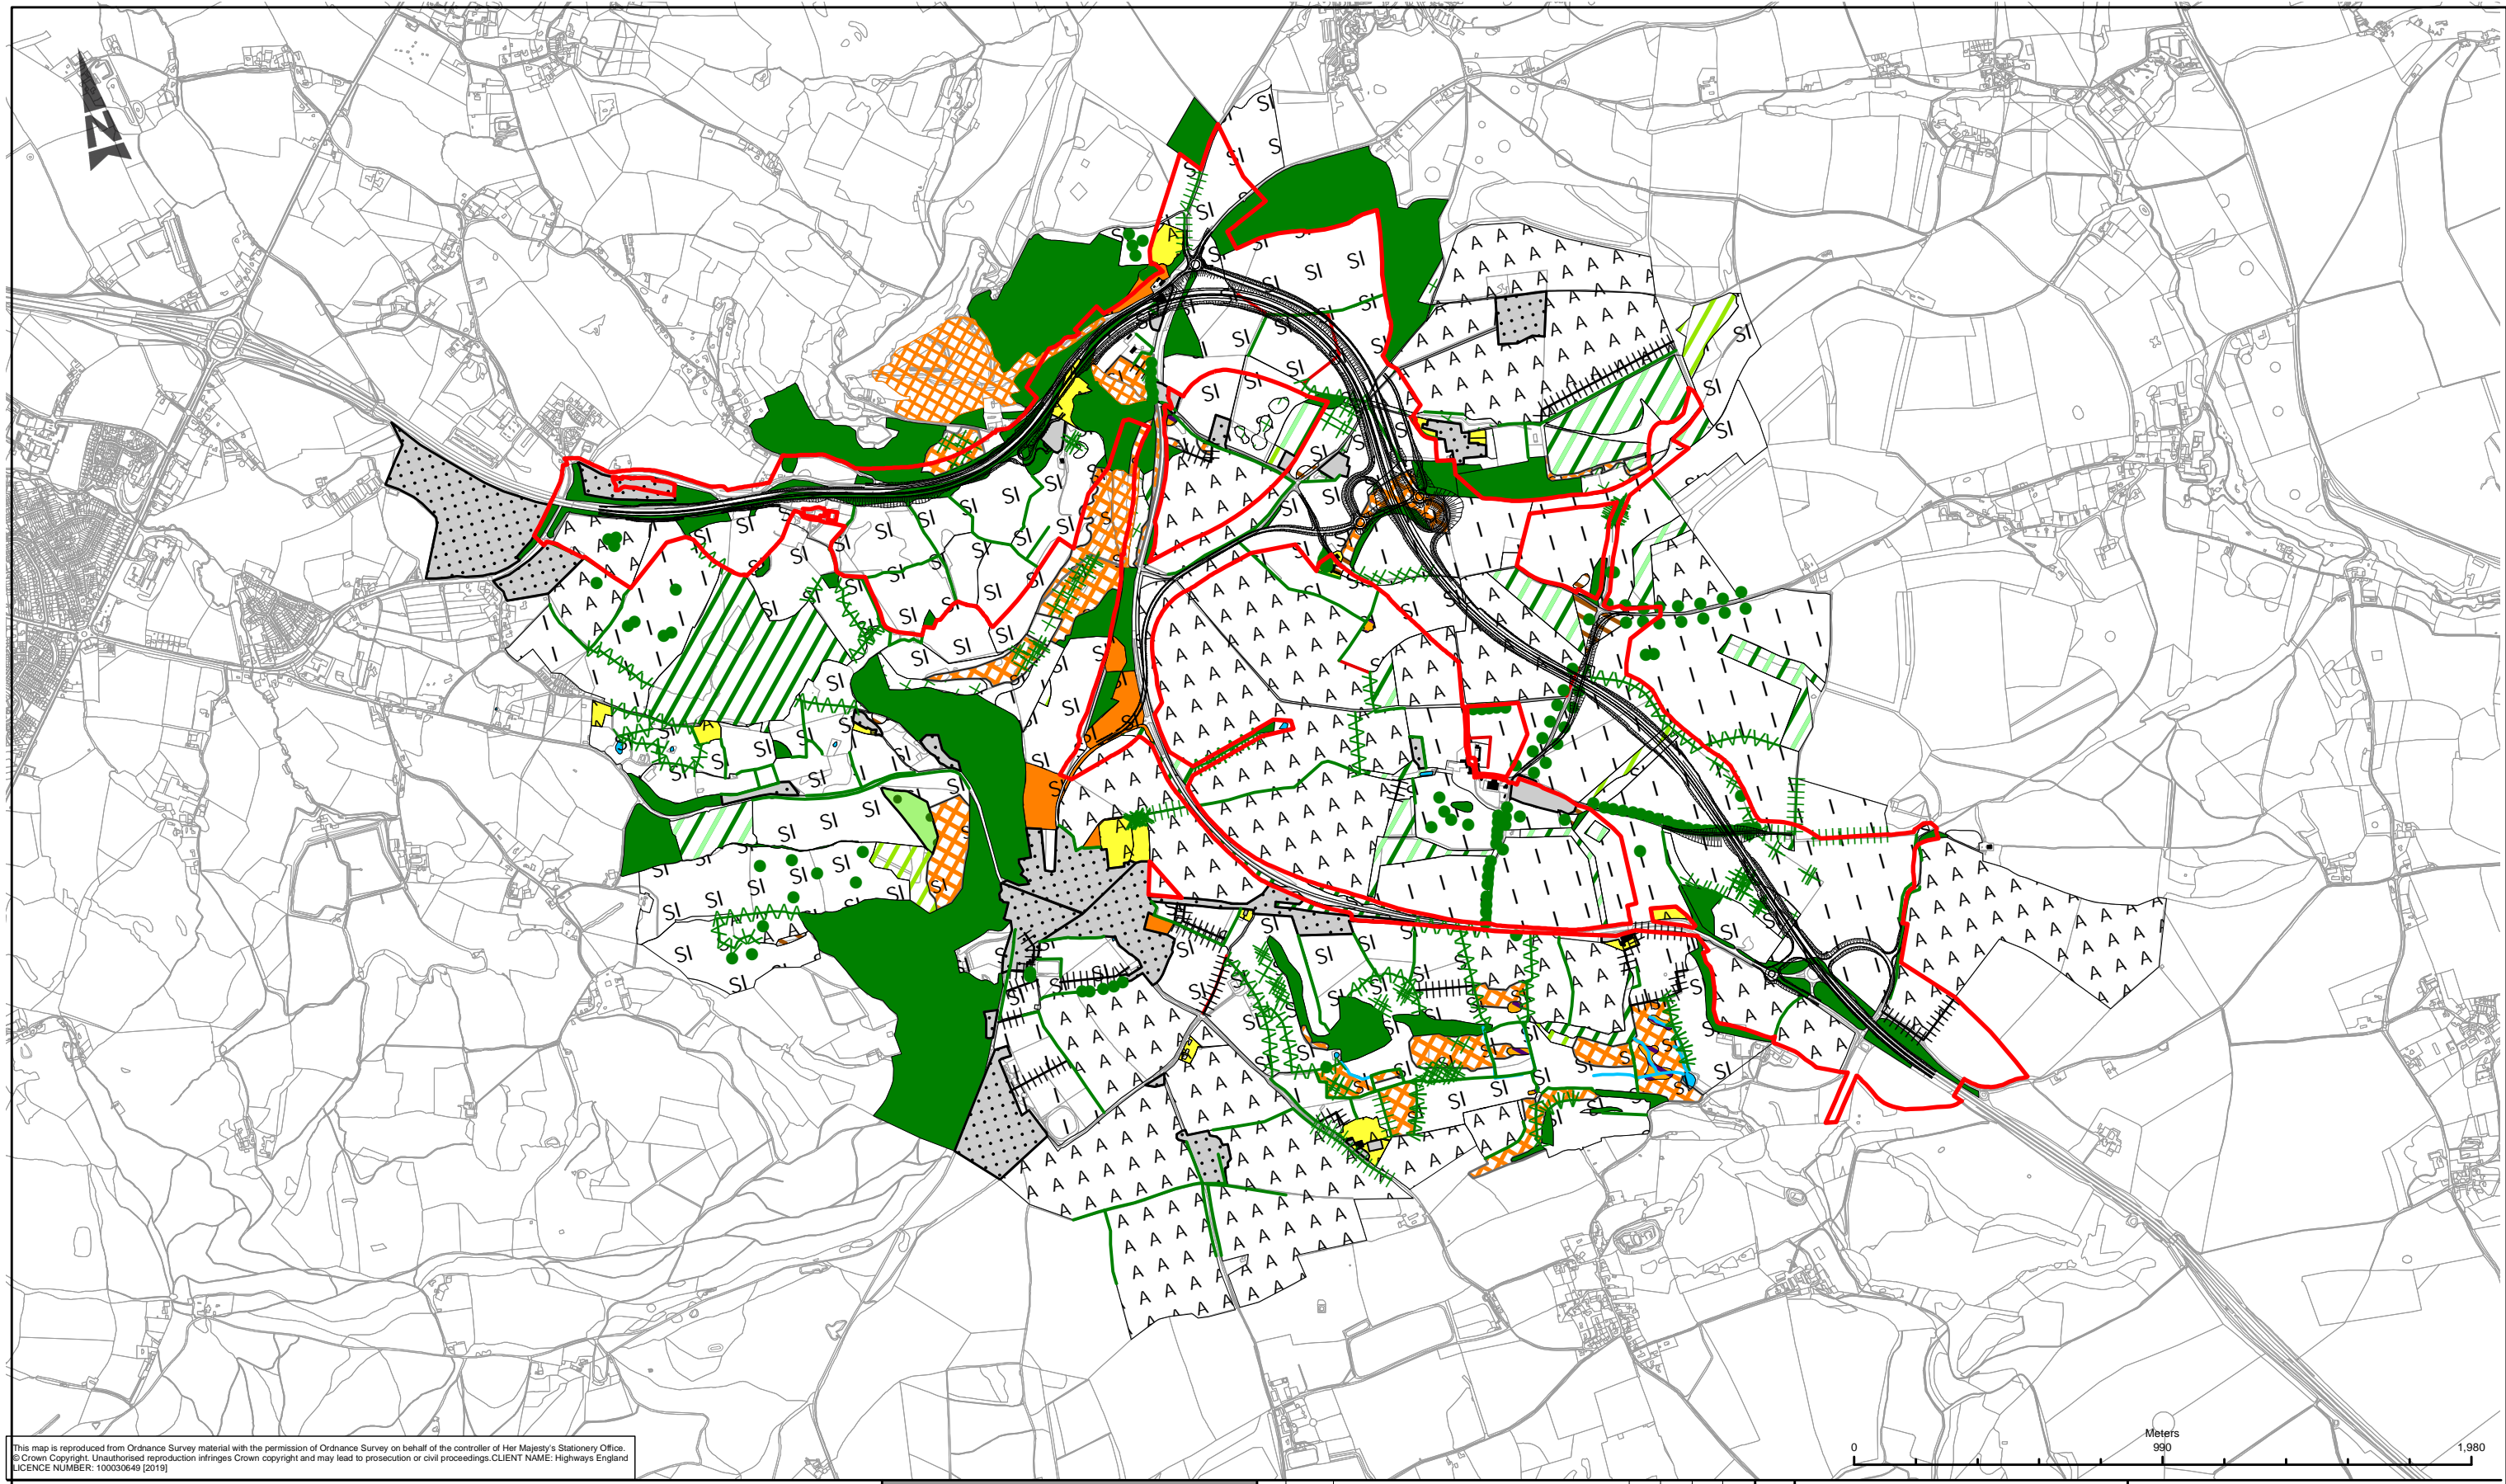 N
This map is reproduced from Ordnance Survey material with the permission of Ordnance Survey on behalf of the controller of Her Majesty's Stationery Office.
© Crown Copyright. Unauthorised reproduction infringes Crown copyright and may lead to prosecution or civil proceedings.CLIENT NAME: Highways England
LICENCE NUMBER: 100030649 [2019]
Meters
0 990 1,980